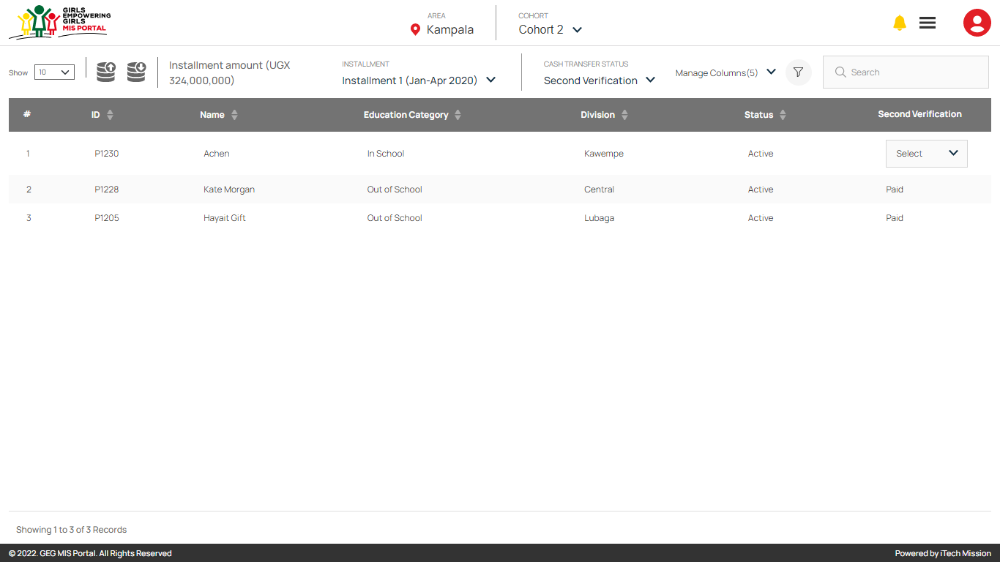 GIRLS
EMPOWERING
GIRLS
MIS PORTAL
AREA
Kampala
COHORT
Cohort 2
Show 10
Installment amount (UGX
324,000,000)
INSTALLMENT
Installment 1 (Jan-Apr 2020)
CASH TRANSFER STATUS
Second Verification
Manage Columns(5)
Search
# ID Name Education Category Division Status Second Verification
1 P1230 Achen In School Kawempe Active Select
2 P1228 Kate Morgan Out of School Central Active Paid
3 P1205 Hayait Gift Out of School Lubaga Active Paid
Showing 1 to 3 of 3 Records
© 2022. GEG MIS Portal. All Rights Reserved Powered by iTech Mission